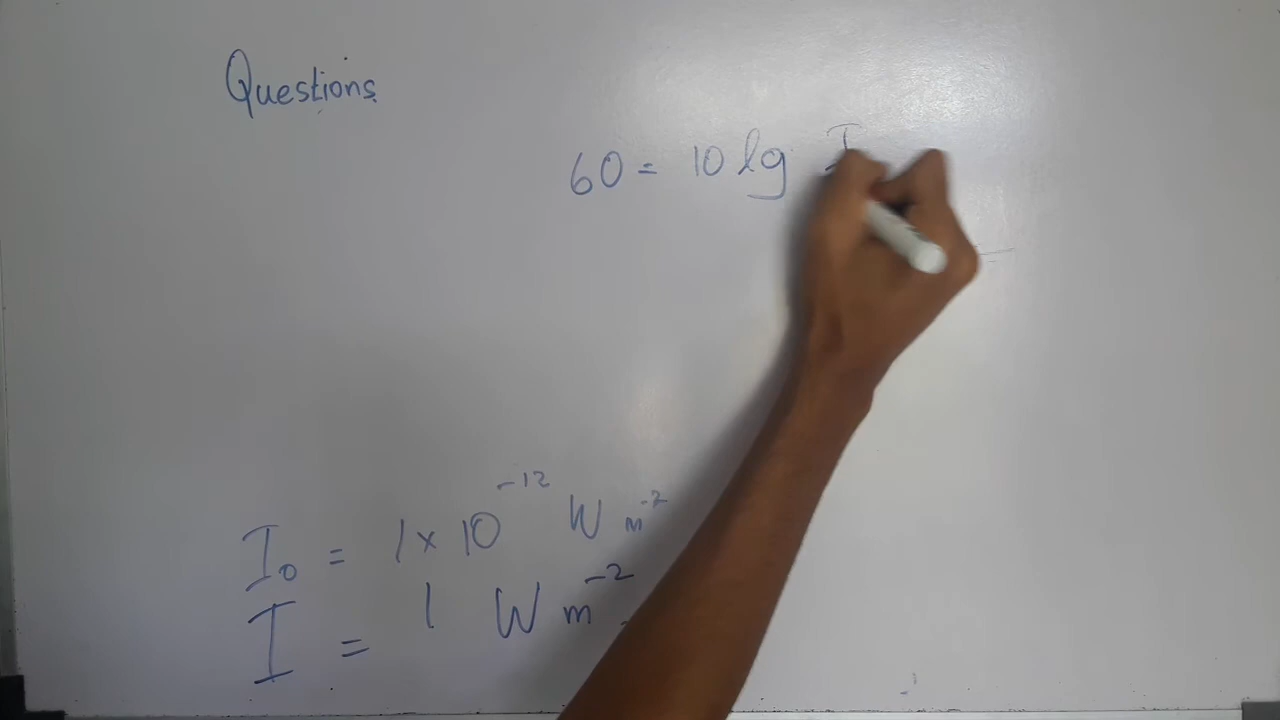 Questions
60 = 10 lg I
I₀ = 1 × 10⁻¹² W m⁻²
I = 1 W m⁻²